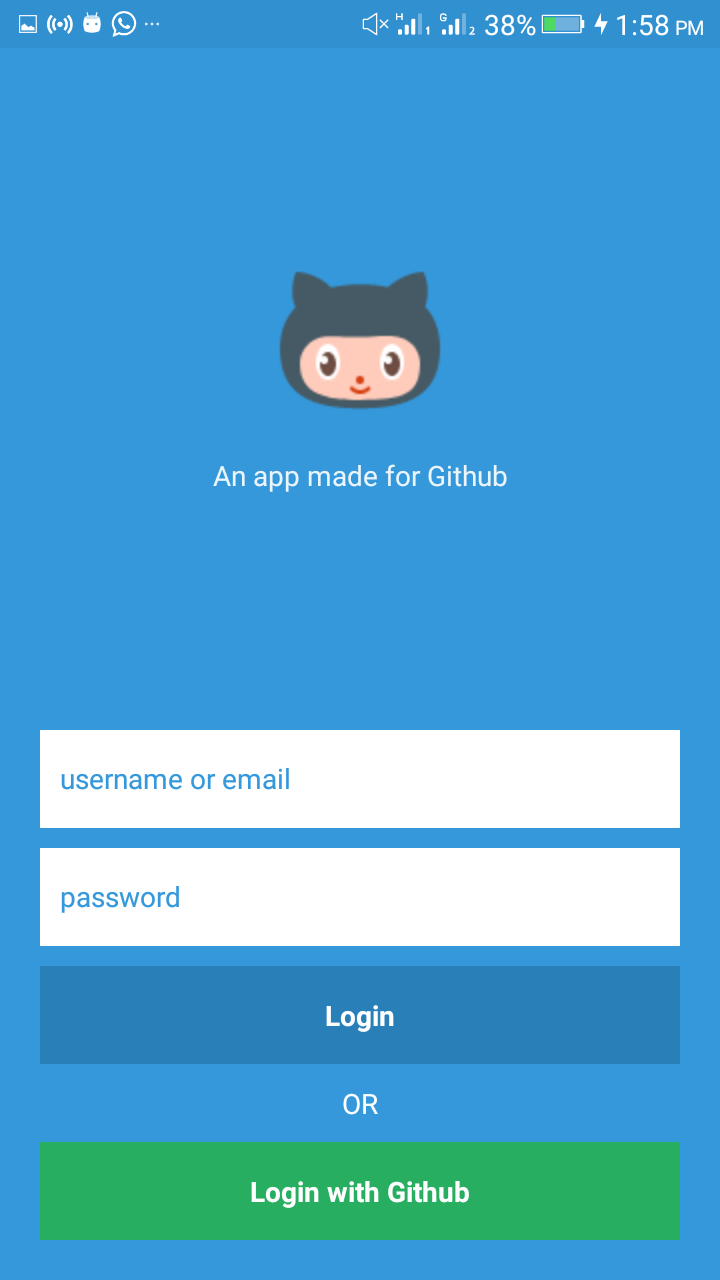 H 1 G 2 38% 1:58 PM
An app made for Github
username or email
password
Login
OR
Login with Github